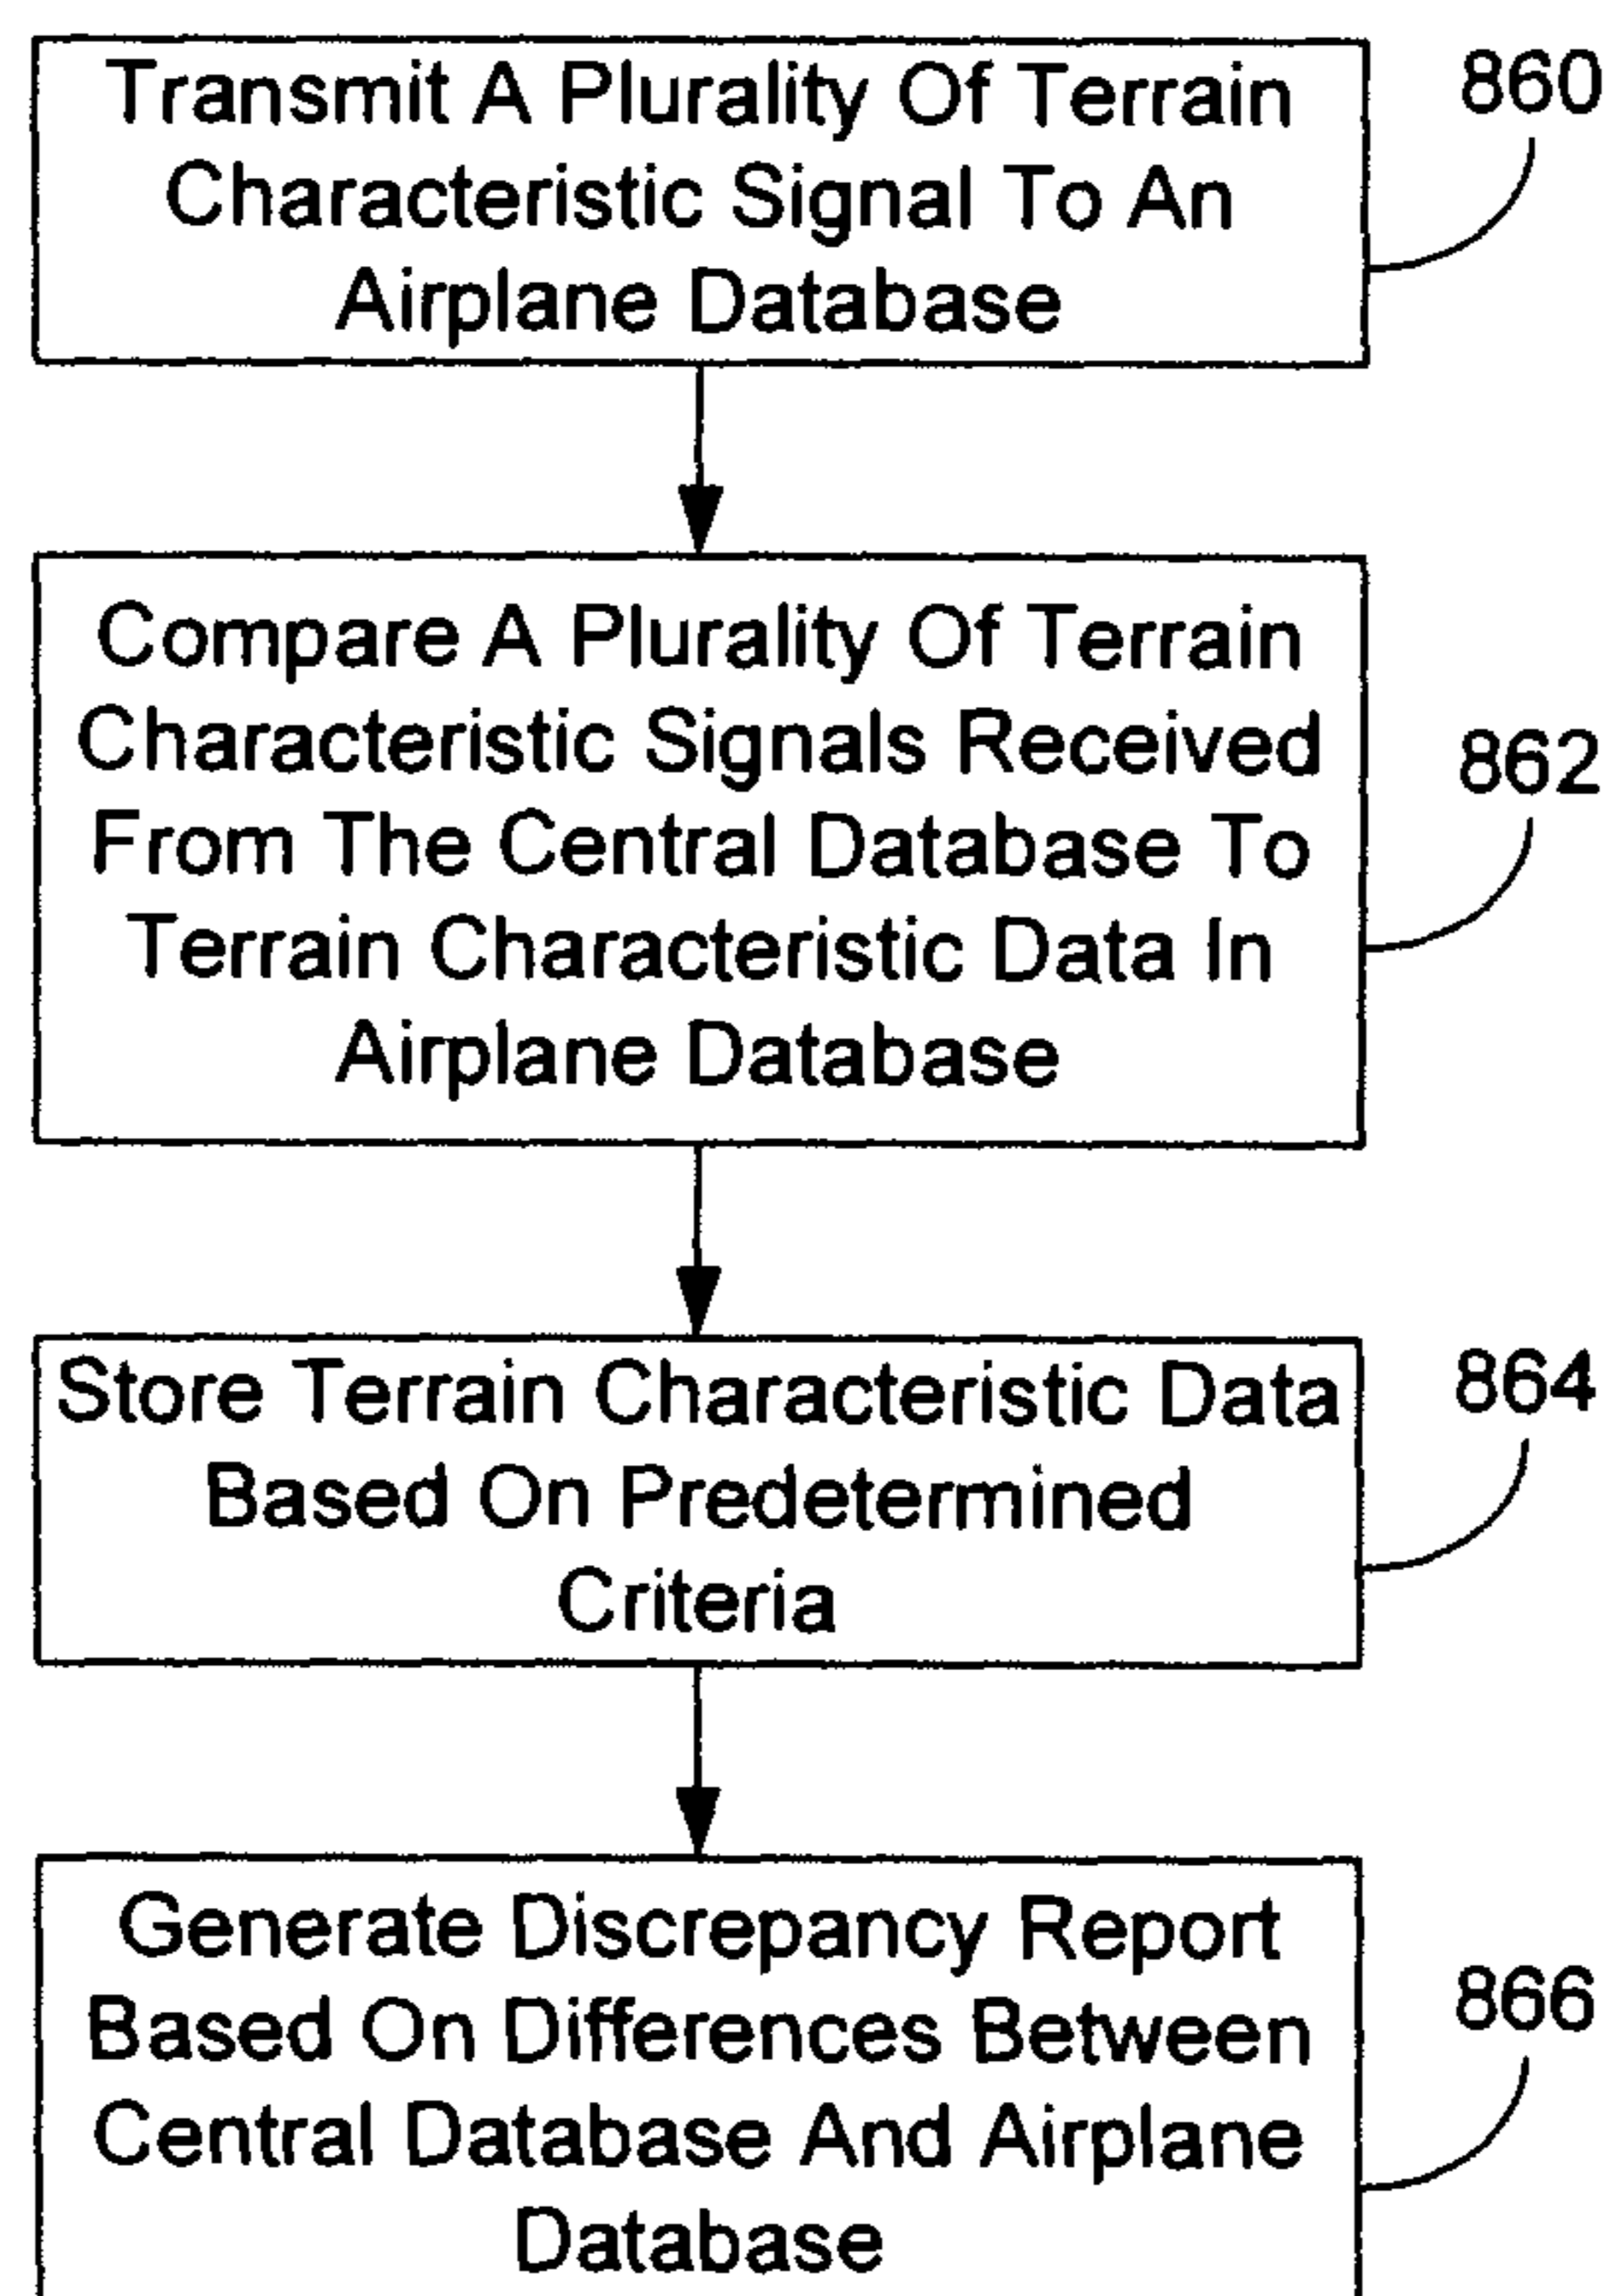 Transmit A Plurality Of Terrain
Characteristic Signal To An
Airplane Database
860
Compare A Plurality Of Terrain
Characteristic Signals Received
From The Central Database To
Terrain Characteristic Data In
Airplane Database
862
Store Terrain Characteristic Data
Based On Predetermined
Criteria
864
Generate Discrepancy Report
Based On Differences Between
Central Database And Airplane
Database
866